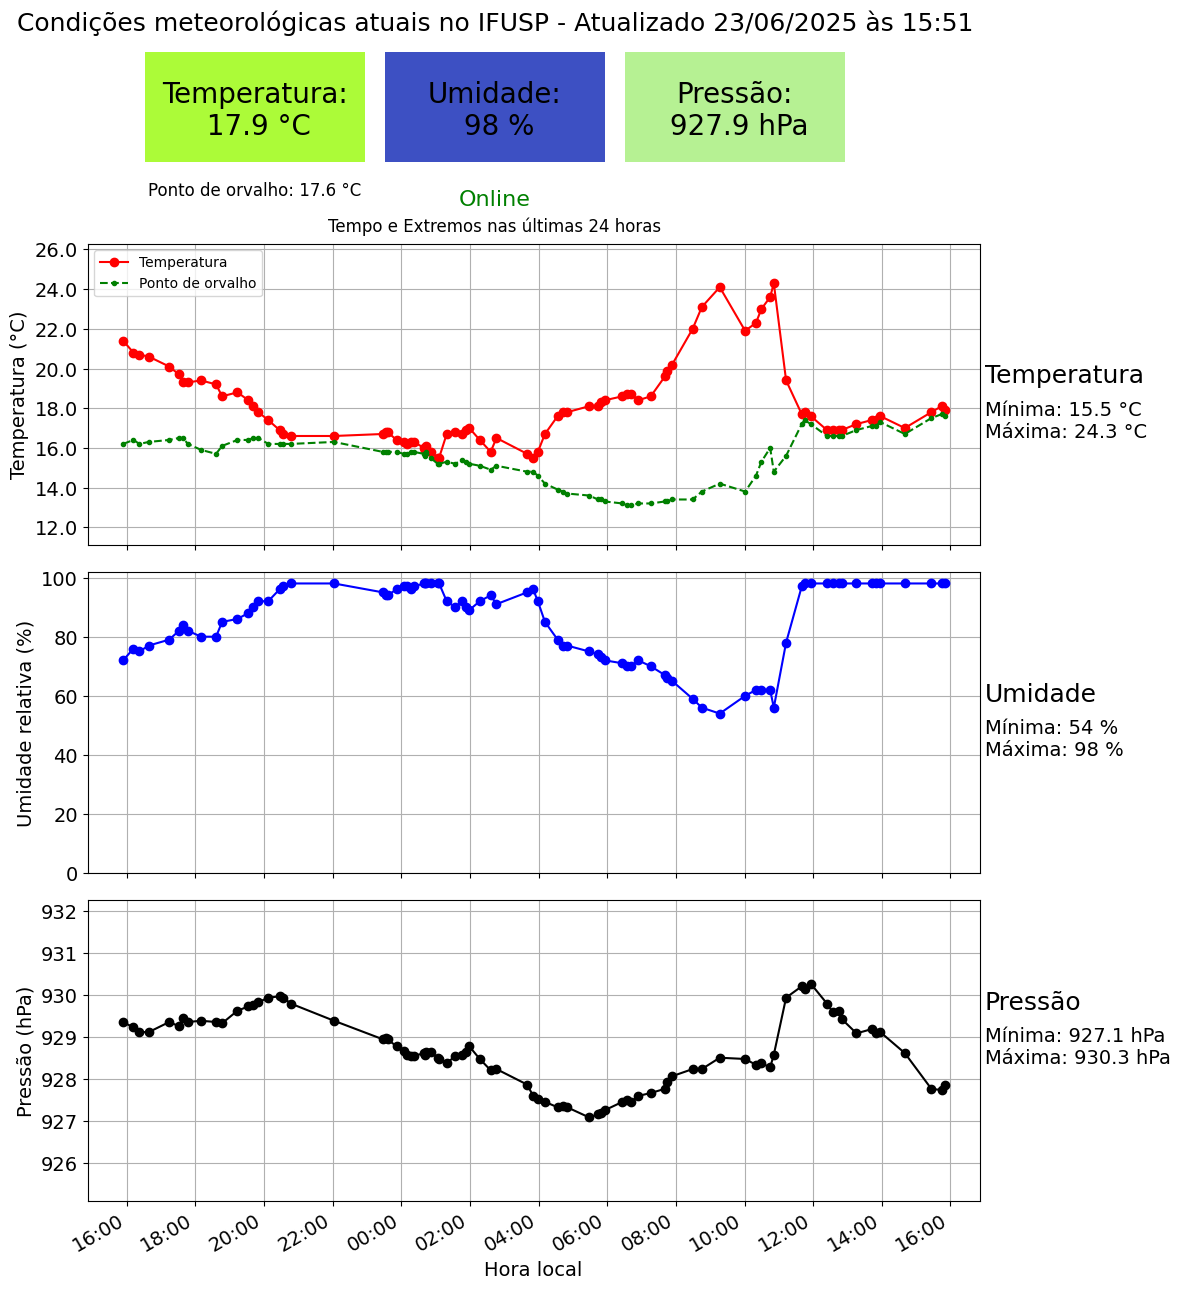 Condições meteorológicas atuais no IFUSP - Atualizado 23/06/2025 às 15:51
Temperatura:
17.9 °C
Umidade:
98 %
Pressão:
927.9 hPa
Ponto de orvalho: 17.6 °C
Online
Tempo e Extremos nas últimas 24 horas
Temperatura (°C)
26.0
24.0
22.0
20.0
18.0
16.0
14.0
12.0
Temperatura
Ponto de orvalho
Temperatura
Mínima: 15.5 °C
Máxima: 24.3 °C
Umidade relativa (%)
100
80
60
40
20
0
Umidade
Mínima: 54 %
Máxima: 98 %
Pressão (hPa)
932
931
930
929
928
927
926
Pressão
Mínima: 927.1 hPa
Máxima: 930.3 hPa
16:00
18:00
20:00
22:00
00:00
02:00
04:00
06:00
08:00
10:00
12:00
14:00
16:00
Hora local